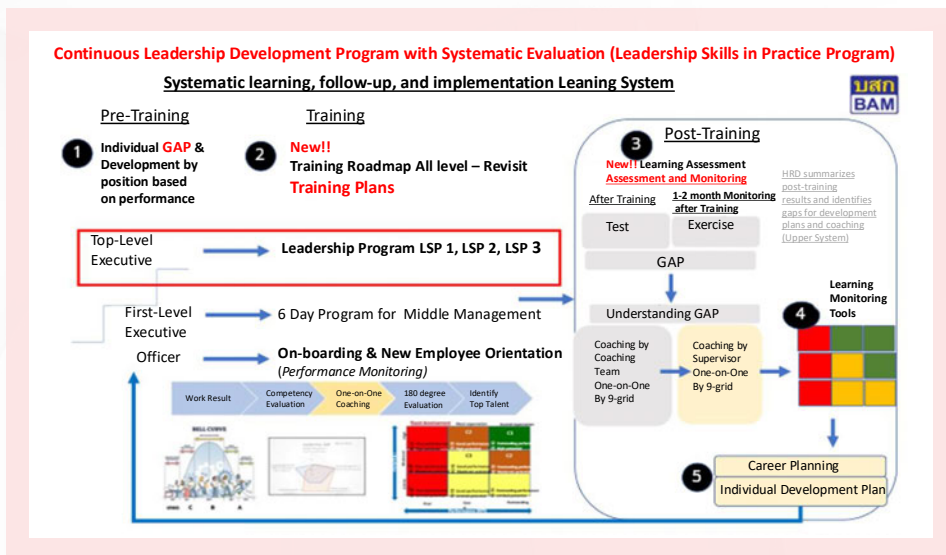 Continuous Leadership Development Program with Systematic Evaluation (Leadership Skills in Practice Program)
Systematic learning, follow-up, and implementation Leaning System
บสก
BAM
Pre-Training
1
Individual GAP &
Development by
position based
on performance
Training
2
New!!
Training Roadmap All level – Revisit
Training Plans
Top-Level
Executive
Leadership Program LSP 1, LSP 2, LSP 3
First-Level
Executive
6 Day Program for Middle Management
Officer
On-boarding & New Employee Orientation
(Performance Monitoring)
Work Result
Competency
Evaluation
One-on-One
Coaching
180 degree
Evaluation
Identify
Top Talent
BELL CURVE
C
B
A
Post-Training
3
New!! Learning Assessment
Assessment and Monitoring
After Training
1-2 month Monitoring
after Training
Test
Exercise
GAP
HRD summarizes
post-training
results and identifies
gaps for development
plans and coaching
(Upper System)
Understanding GAP
Coaching by
Coaching
Team
One-on-One
By 9-grid
Coaching by
Supervisor
One-on-One
By 9-grid
4
Learning
Monitoring
Tools
5
Career Planning
Individual Development Plan